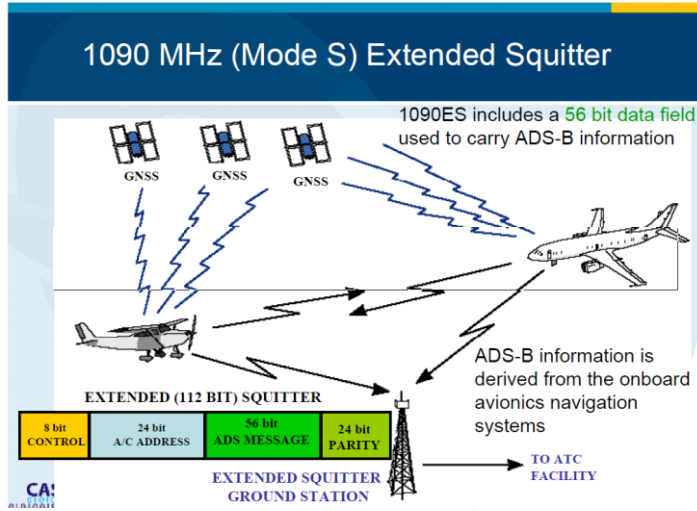 1090 MHz (Mode S) Extended Squitter
1090ES includes a 56 bit data field
used to carry ADS-B information
GNSS
GNSS
GNSS
ADS-B information is
derived from the onboard
avionics navigation
systems
EXTENDED (112 BIT) SQUITTER
8 bit
CONTROL
24 bit
A/C ADDRESS
56 bit
ADS MESSAGE
24 bit
PARITY
EXTENDED SQUITTER
GROUND STATION
TO ATC
FACILITY
CAS